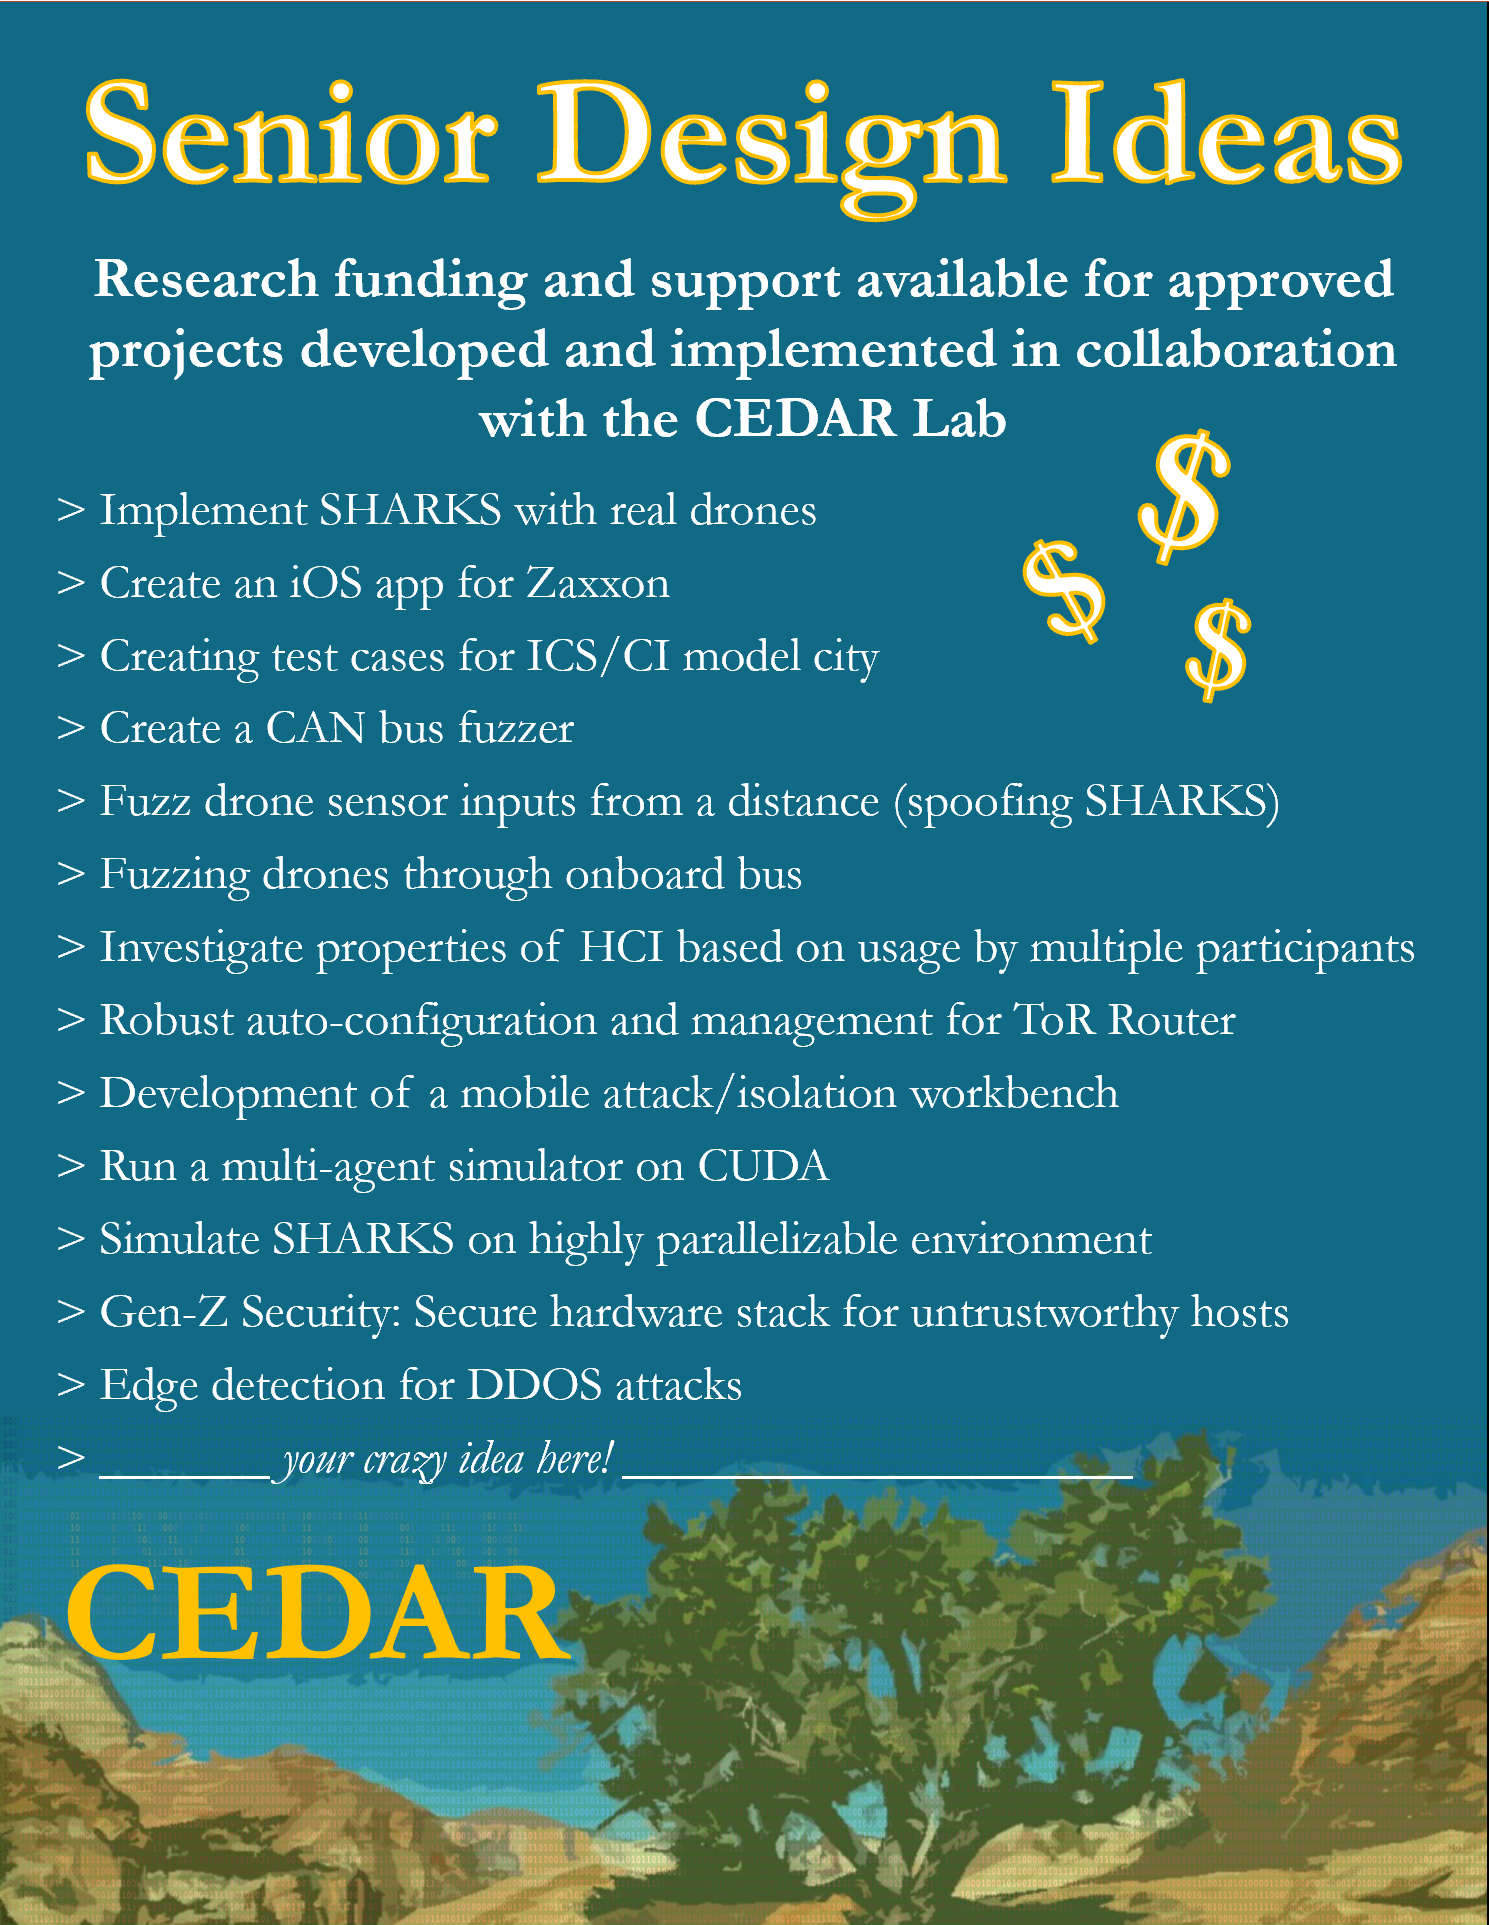 Senior Design Ideas
Research funding and support available for approved
projects developed and implemented in collaboration
with the CEDAR Lab
$
$
$
> Implement SHARKS with real drones
> Create an iOS app for Zaxxon
> Creating test cases for ICS/CI model city
> Create a CAN bus fuzzer
> Fuzz drone sensor inputs from a distance (spoofing SHARKS)
> Fuzzing drones through onboard bus
> Investigate properties of HCI based on usage by multiple participants
> Robust auto-configuration and management for ToR Router
> Development of a mobile attack/isolation workbench
> Run a multi-agent simulator on CUDA
> Simulate SHARKS on highly parallelizable environment
> Gen-Z Security: Secure hardware stack for untrustworthy hosts
> Edge detection for DDOS attacks
> ________ your crazy idea here! ________________________
CEDAR